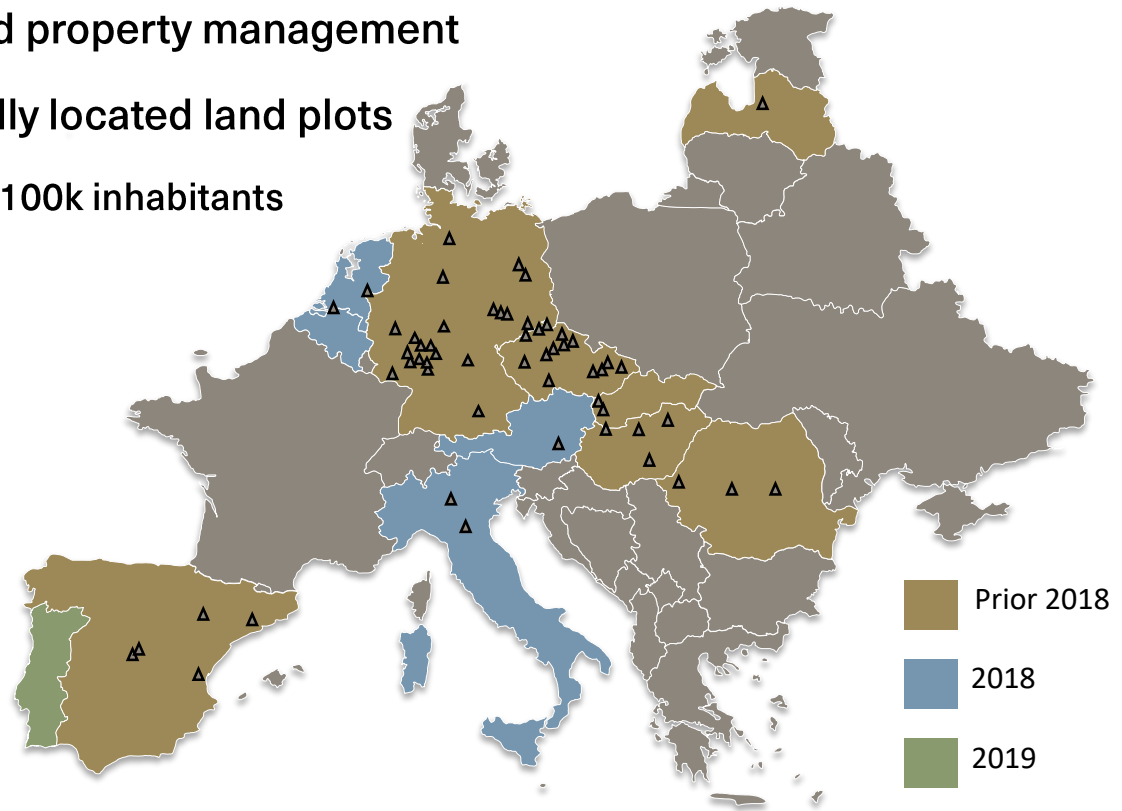 d property management
lly located land plots
100k inhabitants
Prior 2018
2018
2019